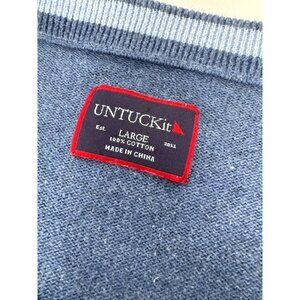 UNTUCKit
Est. LARGE 2011
100% COTTON
MADE IN CHINA